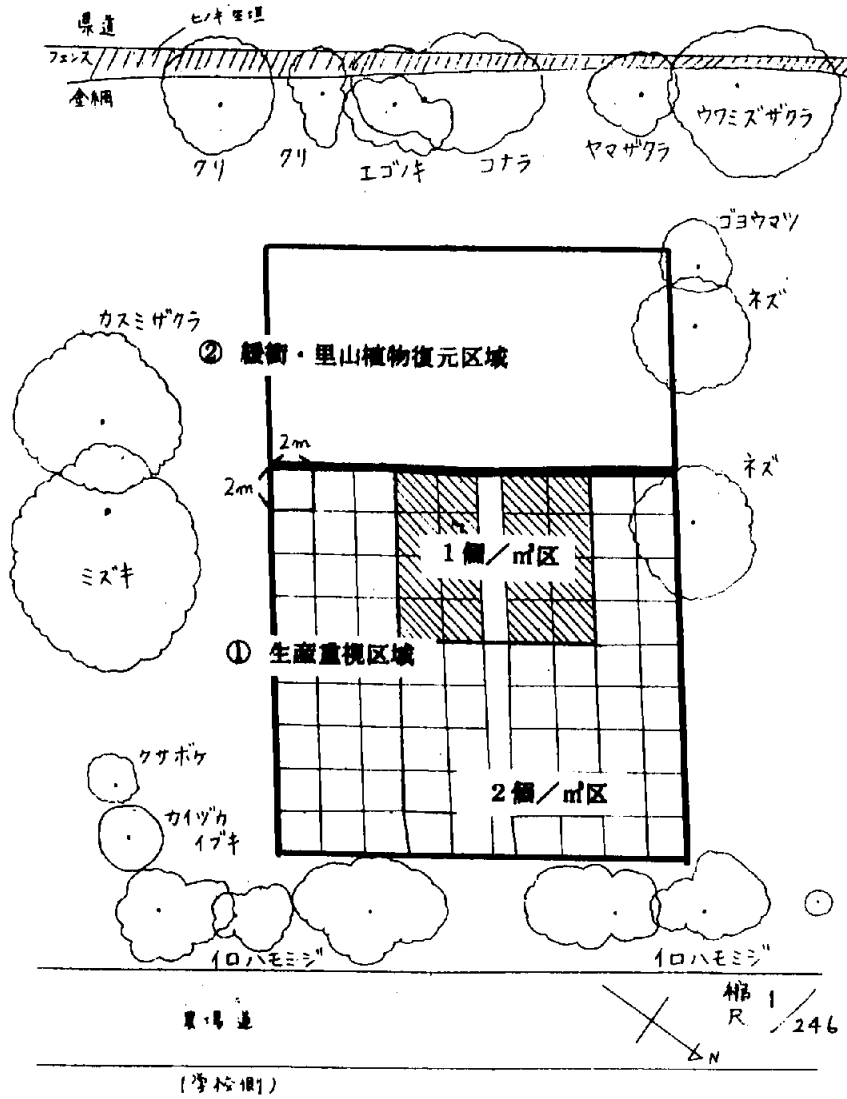 県道
ヒノキ生垣
フェンス
金網
クリ
クリ
エゴノキ
コナラ
ヤマザクラ
ウワミズザクラ
ゴヨウマツ
ネズ
カスミザクラ
② 緩衝・里山植物復元区域
2m
2m
ネズ
1個/㎡区
ミズキ
① 生産重視区域
クサボケ
2個/㎡区
カイヅカ
イブキ
イロハモミジ
イロハモミジ
農場道
縮尺 1/246
N
(学校側)